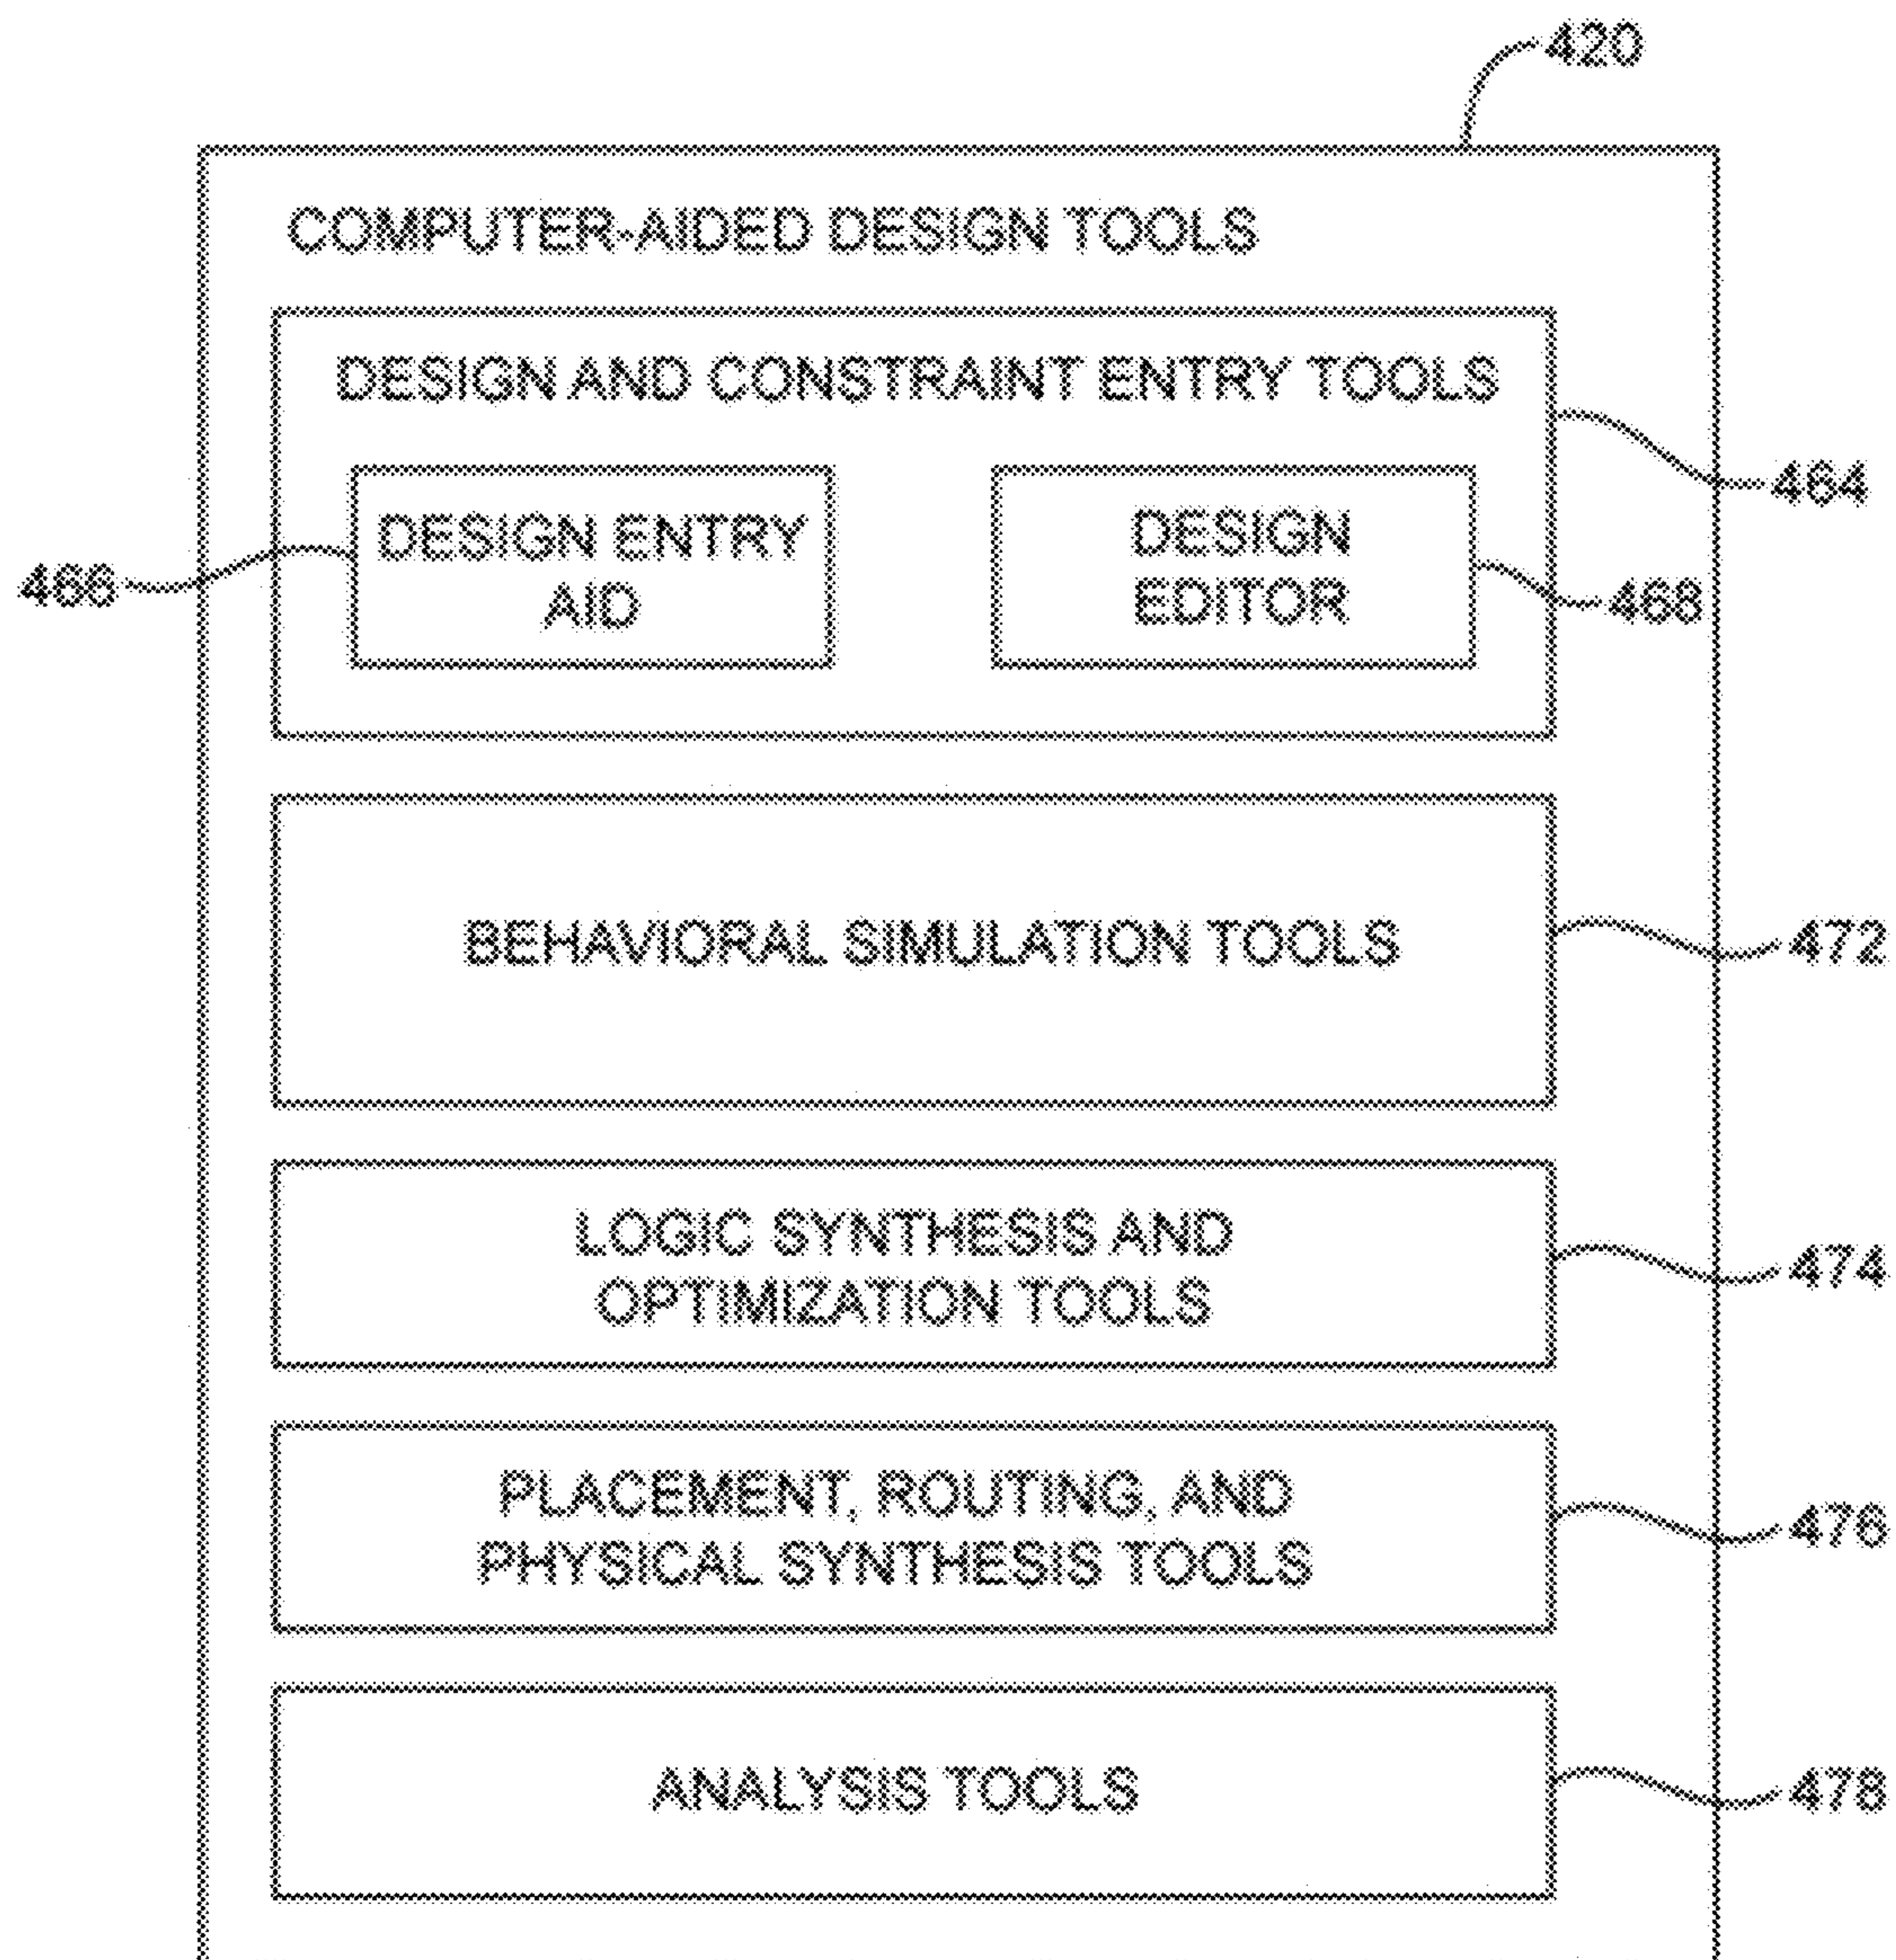 420
COMPUTER-AIDED DESIGN TOOLS
DESIGN AND CONSTRAINT ENTRY TOOLS
464
DESIGN ENTRY
AID
466
DESIGN
EDITOR
468
BEHAVIORAL SIMULATION TOOLS
472
LOGIC SYNTHESIS AND
OPTIMIZATION TOOLS
474
PLACEMENT, ROUTING, AND
PHYSICAL SYNTHESIS TOOLS
476
ANALYSIS TOOLS
478